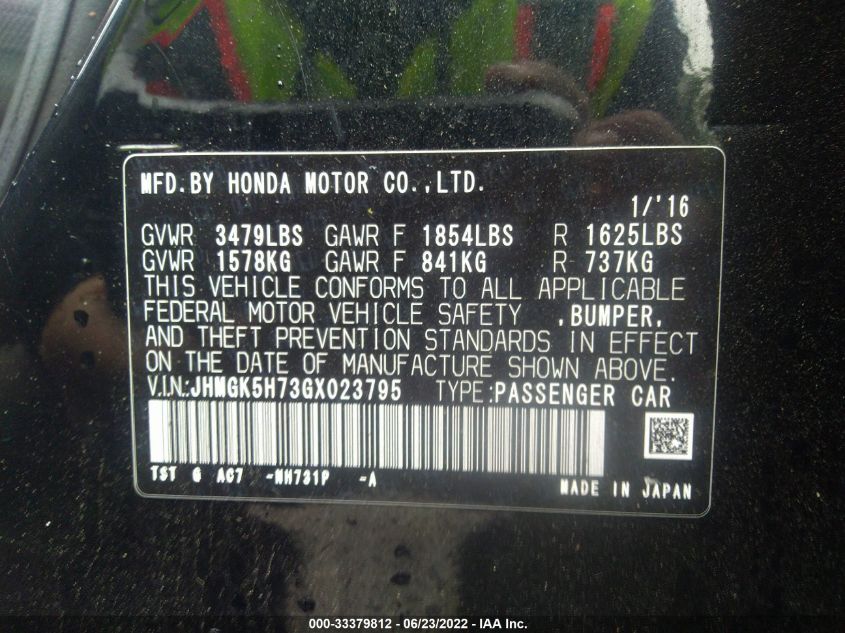 MFD.BY HONDA MOTOR CO.,LTD.
1/'16
GVWR 3479LBS GAWR F 1854LBS R 1625LBS
GVWR 1578KG GAWR F 841KG R 737KG
THIS VEHICLE CONFORMS TO ALL APPLICABLE
FEDERAL MOTOR VEHICLE SAFETY ,BUMPER,
AND THEFT PREVENTION STANDARDS IN EFFECT
ON THE DATE OF MANUFACTURE SHOWN ABOVE.
V.IN:JHMGK5H73GX023795 TYPE:PASSENGER CAR
TST G AC7 -NH731P -A
MADE IN JAPAN
000-33379812 - 06/23/2022 - IAA Inc.